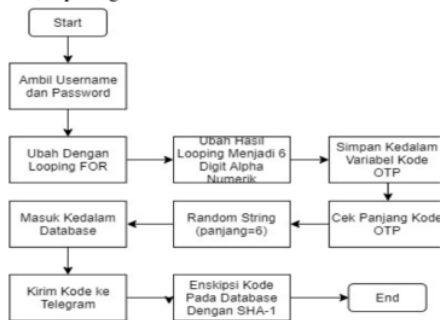 Start
Ambil Username
dan Password
Ubah Dengan
Looping FOR
Ubah Hasil
Looping Menjadi 6
Digit Alpha
Numerik
Simpan Kedalam
Variabel Kode
OTP
Masuk Kedalam
Database
Random String
(panjang=6)
Cek Panjang Kode
OTP
Kirim Kode ke
Telegram
Enskipsi Kode
Pada Database
Dengan SHA-1
End